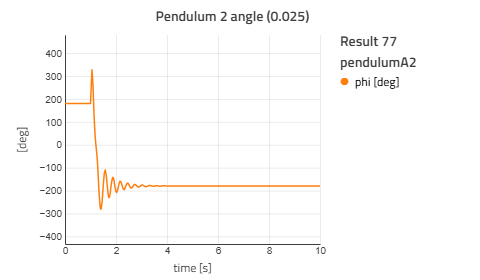 Pendulum 2 angle (0.025)
Result 77
pendulumA2
phi [deg]
[deg]
400
300
200
100
0
−100
−200
−300
−400
0 2 4 6 8 10
time [s]